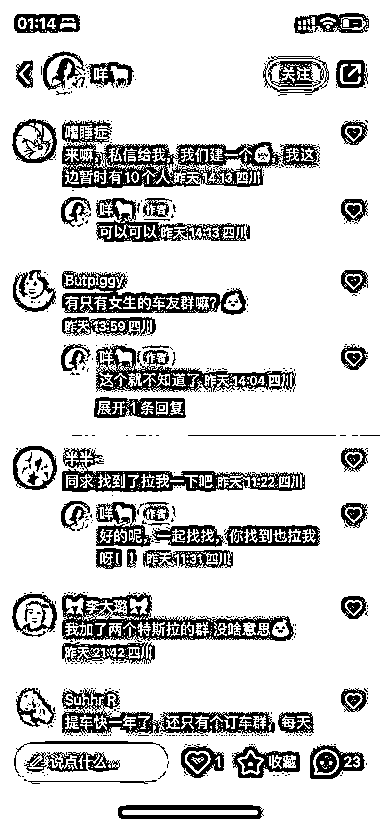 01:14
咩
关注
嗜睡症
来嘛，私信给我，我们建一个，我这
边暂时有10个人 昨天 14:13 四川
咩 作者
可以可以 昨天 14:13 四川
Butpiggy
有只有女生的车友群嘛？
昨天 13:59 四川
咩 作者
这个就不知道了 昨天 14:04 四川
展开 1 条回复
同求 找到了拉我一下吧 昨天 11:22 四川
咩 作者
好的呢，一起找找，你找到也拉我
呀！！ 昨天 11:31 四川
李大璐
我加了两个特斯拉的群 没啥意思
昨天 21:42 四川
Suhnr R
提车快一年了，还只有个订车群，每天
说点什么...
1
收藏
23